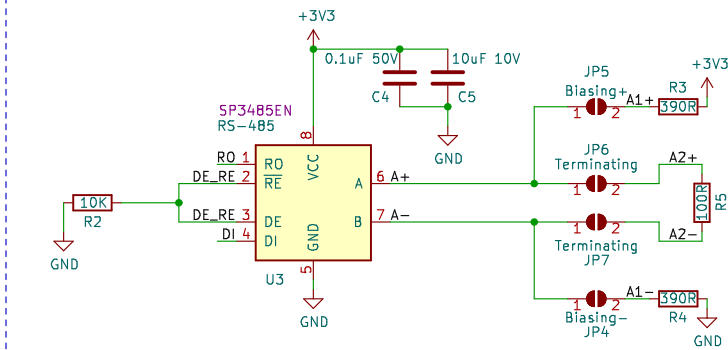 +3V3
0.1uF 50V
10uF 10V
C4
C5
GND
SP3485EN
RS-485
8
VCC
RO 1 RO
DE_RE 2 RE
DE_RE 3 DE
DI 4 DI
A 6 A+
B 7 A-
GND
5
U3
GND
10K
R2
GND
JP5
Biasing+
1 2
A1+
R3
390R
+3V3
JP6
Terminating
1 2
A2+
100R
R5
1 2
A2-
Terminating
JP7
1 2
A1-
390R
R4
Biasing-
JP4
GND